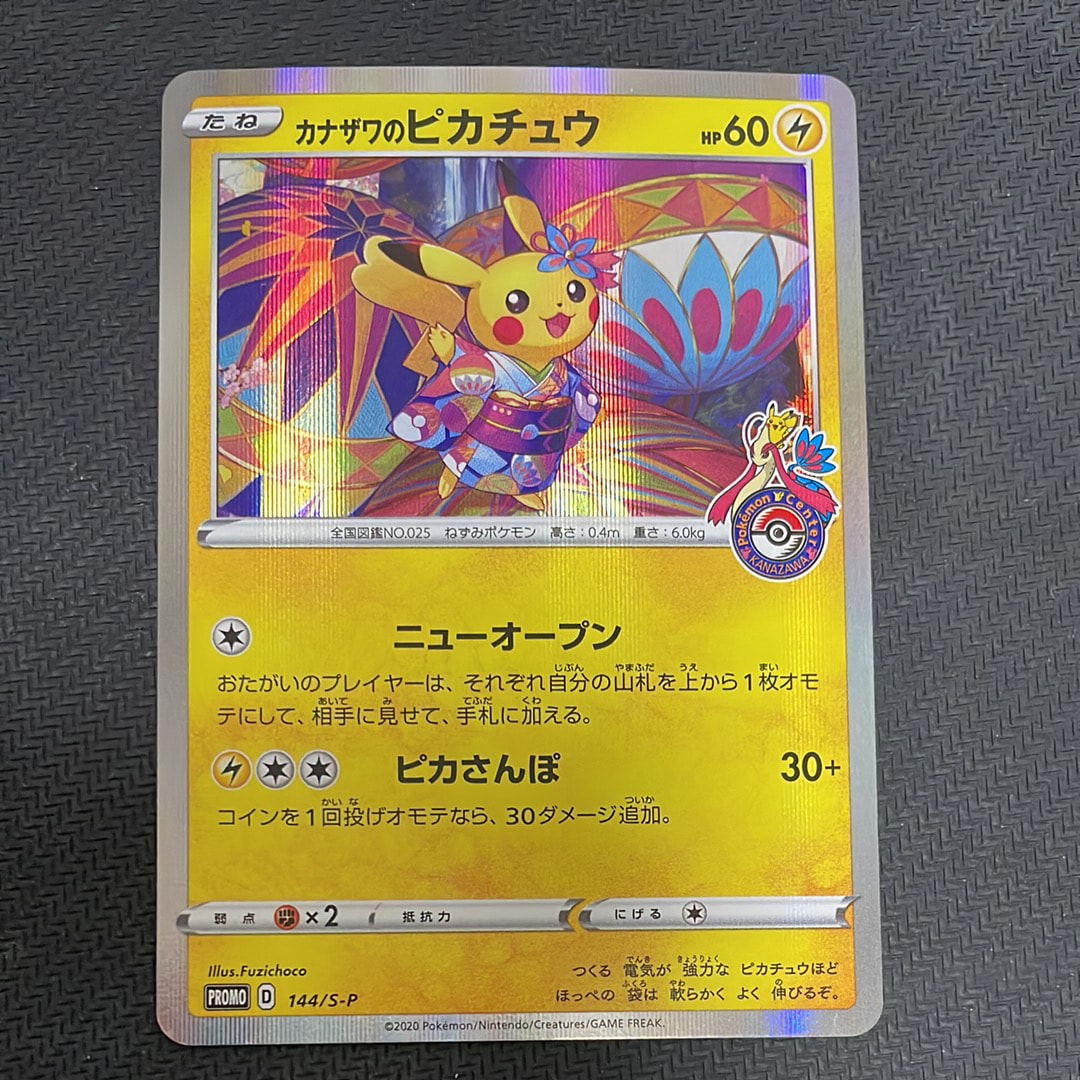 たね カナザワのピカチュウ HP60
全国図鑑NO.025 ねずみポケモン 高さ:0.4m 重さ:6.0kg
Pokémon Center
KANAZAWA
ニューオープン
おたがいのプレイヤーは、それぞれ自分の山札を上から1枚オモ
テにして、相手に見せて、手札に加える。
ピカさんぽ 30+
コインを1回投げオモテなら、30ダメージ追加。
弱点 ×2 抵抗力 にげる
Illus.Fuzichoco
つくる 電気が 強力な ピカチュウほど
ほっぺの 袋は 軟らかく よく 伸びるぞ。
PROMO D 144/S-P
©2020 Pokémon/Nintendo/Creatures/GAME FREAK.